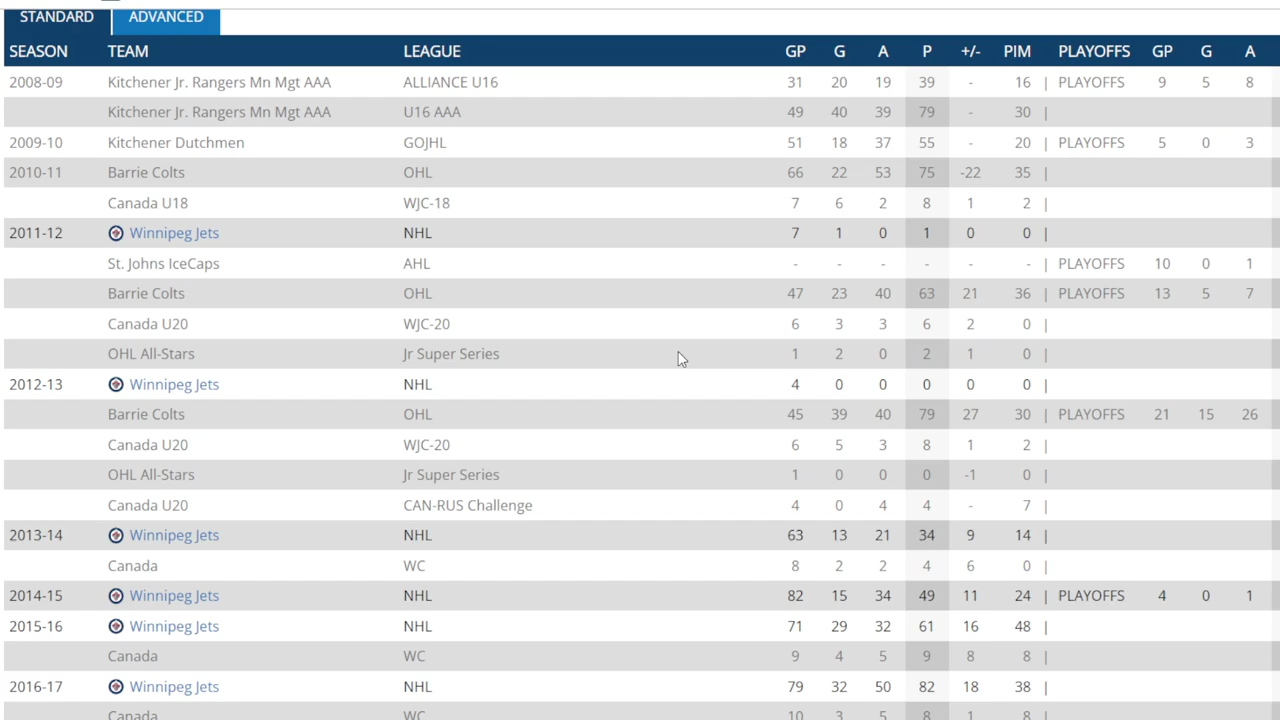 STANDARD ADVANCED
SEASON TEAM LEAGUE GP G A P +/- PIM PLAYOFFS GP G A
2008-09 Kitchener Jr. Rangers Mn Mgt AAA ALLIANCE U16 31 20 19 39 - 16 | PLAYOFFS 9 5 8
Kitchener Jr. Rangers Mn Mgt AAA U16 AAA 49 40 39 79 - 30 |
2009-10 Kitchener Dutchmen GOJHL 51 18 37 55 - 20 | PLAYOFFS 5 0 3
2010-11 Barrie Colts OHL 66 22 53 75 -22 35 |
Canada U18 WJC-18 7 6 2 8 1 2 |
2011-12 Winnipeg Jets NHL 7 1 0 1 0 0 |
St. Johns IceCaps AHL - - - - - - | PLAYOFFS 10 0 1
Barrie Colts OHL 47 23 40 63 21 36 | PLAYOFFS 13 5 7
Canada U20 WJC-20 6 3 3 6 2 0 |
OHL All-Stars Jr Super Series 1 2 0 2 1 0 |
2012-13 Winnipeg Jets NHL 4 0 0 0 0 0 |
Barrie Colts OHL 45 39 40 79 27 30 | PLAYOFFS 21 15 26
Canada U20 WJC-20 6 5 3 8 1 2 |
OHL All-Stars Jr Super Series 1 0 0 0 -1 0 |
Canada U20 CAN-RUS Challenge 4 0 4 4 - 7 |
2013-14 Winnipeg Jets NHL 63 13 21 34 9 14 |
Canada WC 8 2 2 4 6 0 |
2014-15 Winnipeg Jets NHL 82 15 34 49 11 24 | PLAYOFFS 4 0 1
2015-16 Winnipeg Jets NHL 71 29 32 61 16 48 |
Canada WC 9 4 5 9 8 8 |
2016-17 Winnipeg Jets NHL 79 32 50 82 18 38 |
Canada WC 10 3 5 8 1 8 |